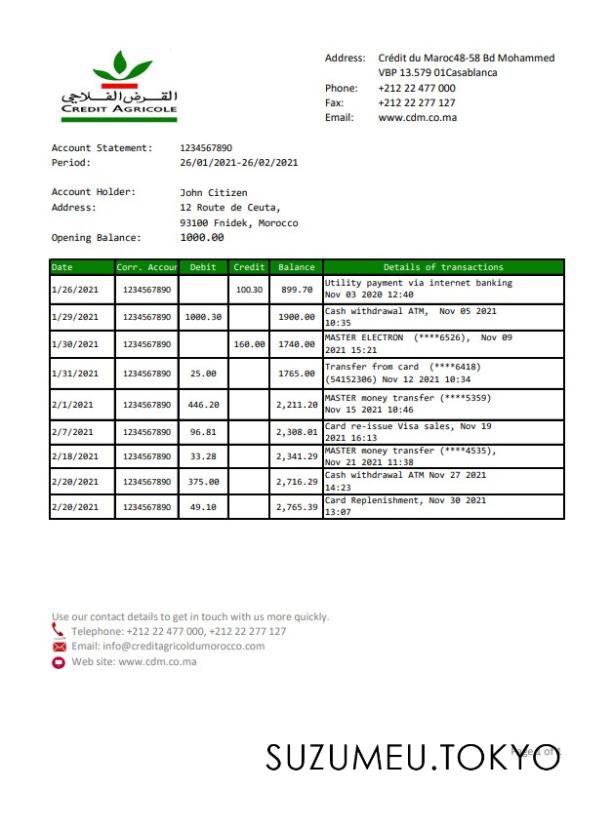 القرض الفلاحي
CREDIT AGRICOLE
Address: Crédit du Maroc48-58 Bd Mohammed
VBP 13.579 01Casablanca
Phone: +212 22 477 000
Fax: +212 22 277 127
Email: www.cdm.co.ma
Account Statement: 1234567890
Period: 26/01/2021-26/02/2021
Account Holder: John Citizen
Address: 12 Route de Ceuta,
93100 Fnidek, Morocco
Opening Balance: 1000.00
Date Corr. Accour Debit Credit Balance Details of transactions
1/26/2021 1234567890 100.30 899.70 Utility payment via internet banking
Nov 03 2020 12:40
1/29/2021 1234567890 1000.30 1900.00 Cash withdrawal ATM, Nov 05 2021
10:35
1/30/2021 1234567890 160.00 1740.00 MASTER ELECTRON (****6526), Nov 09
2021 15:21
1/31/2021 1234567890 25.00 1765.00 Transfer from card (****6418)
(54152306) Nov 12 2021 10:34
2/1/2021 1234567890 446.20 2,211.20 MASTER money transfer (****5359)
Nov 15 2021 10:46
2/7/2021 1234567890 96.81 2,308.01 Card re-issue Visa sales, Nov 19
2021 16:13
2/18/2021 1234567890 33.28 2,341.29 MASTER money transfer (****4535),
Nov 21 2021 11:38
2/20/2021 1234567890 375.00 2,716.29 Cash withdrawal ATM Nov 27 2021
14:23
2/20/2021 1234567890 49.10 2,765.39 Card Replenishment, Nov 30 2021
13:07
Use our contact details to get in touch with us more quickly.
Telephone: +212 22 477 000, +212 22 277 127
Email: info@creditagricoldumorocco.com
Web site: www.cdm.co.ma
Page 1 of 1
SUZUMEU.TOKYO